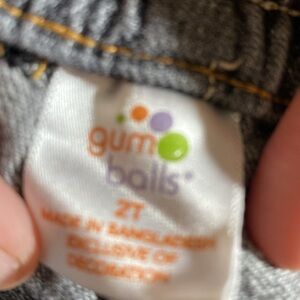 gum
balls
2T
MADE IN BANGLADESH
EXCLUSIVE OF
DECORATION